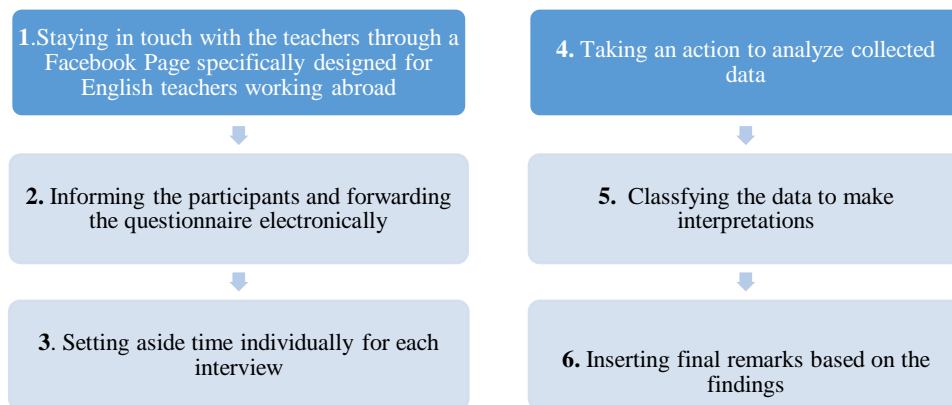 1.Staying in touch with the teachers through a
Facebook Page specifically designed for
English teachers working abroad
2. Informing the participants and forwarding
the questionnaire electronically
3. Setting aside time individually for each
interview
4. Taking an action to analyze collected
data
5. Classfying the data to make
interpretations
6. Inserting final remarks based on the
findings